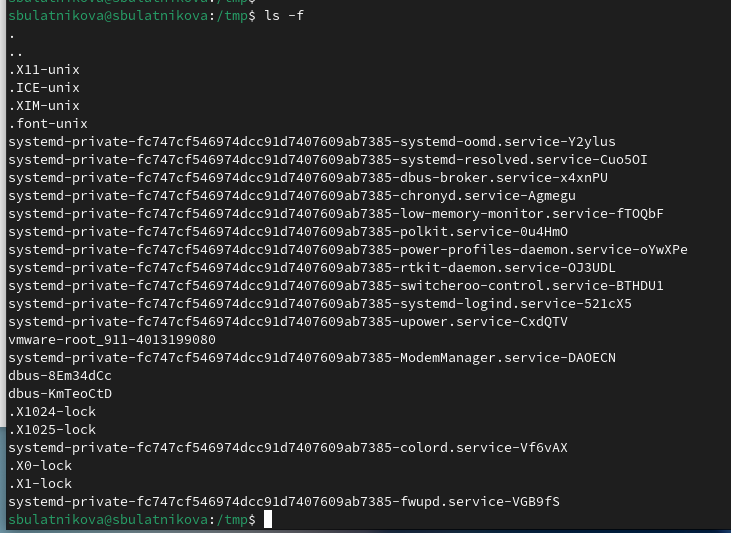 sbulatnikova@sbulatnikova:/tmp$ ls -f
.
..
.X11-unix
.ICE-unix
.XIM-unix
.font-unix
systemd-private-fc747cf546974dcc91d7407609ab7385-systemd-oomd.service-Y2ylus
systemd-private-fc747cf546974dcc91d7407609ab7385-systemd-resolved.service-Cuo5OI
systemd-private-fc747cf546974dcc91d7407609ab7385-dbus-broker.service-x4xnPU
systemd-private-fc747cf546974dcc91d7407609ab7385-chronyd.service-Agmegu
systemd-private-fc747cf546974dcc91d7407609ab7385-low-memory-monitor.service-fTOQbF
systemd-private-fc747cf546974dcc91d7407609ab7385-polkit.service-0u4HmO
systemd-private-fc747cf546974dcc91d7407609ab7385-power-profiles-daemon.service-oYwXPe
systemd-private-fc747cf546974dcc91d7407609ab7385-rtkit-daemon.service-OJ3UDL
systemd-private-fc747cf546974dcc91d7407609ab7385-switcheroo-control.service-BTHDU1
systemd-private-fc747cf546974dcc91d7407609ab7385-systemd-logind.service-521cX5
systemd-private-fc747cf546974dcc91d7407609ab7385-upower.service-CxdQTV
vmware-root_911-4013199080
systemd-private-fc747cf546974dcc91d7407609ab7385-ModemManager.service-DAOECN
dbus-8Em34dCc
dbus-KmTeoCtD
.X1024-lock
.X1025-lock
systemd-private-fc747cf546974dcc91d7407609ab7385-colord.service-Vf6vAX
.X0-lock
.X1-lock
systemd-private-fc747cf546974dcc91d7407609ab7385-fwupd.service-VGB9fS
sbulatnikova@sbulatnikova:/tmp$